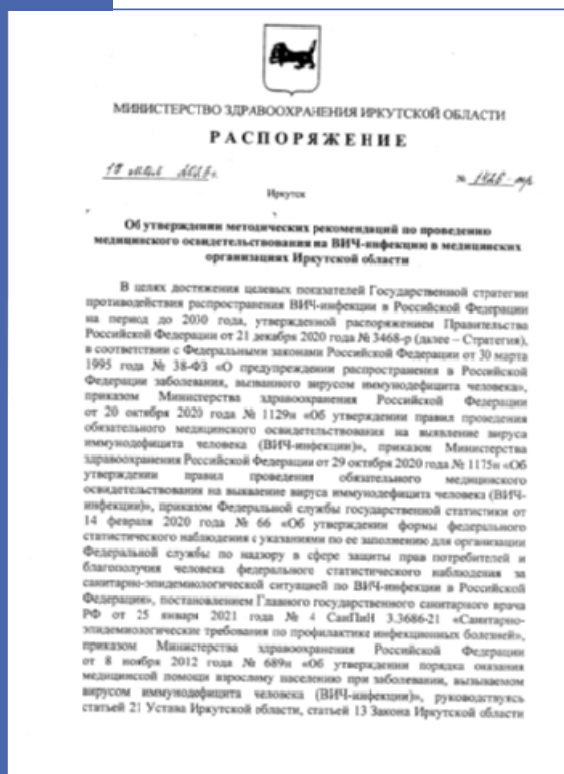 МИНИСТЕРСТВО ЗДРАВООХРАНЕНИЯ ИРКУТСКОЙ ОБЛАСТИ
РАСПОРЯЖЕНИЕ
№
Иркутск
Об утверждении методических рекомендаций по проведению
медицинского освидетельствования на ВИЧ-инфекцию в медицинских
организациях Иркутской области
В целях достижения целевых показателей Государственной стратегии
противодействия распространения ВИЧ-инфекции в Российской Федерации
на период до 2030 года, утвержденной распоряжением Правительства
Российской Федерации от 21 декабря 2020 года № 3468-р (далее – Стратегия),
в соответствии с Федеральными законами Российской Федерации от 30 марта
1995 года № 38-ФЗ «О предупреждении распространения в Российской
Федерации заболевания, вызванного вирусом иммунодефицита человека»,
приказом Министерства здравоохранения Российской Федерации
от 20 октября 2020 года № 1129н «Об утверждении правил проведения
обязательного медицинского освидетельствования на выявление вируса
иммунодефицита человека (ВИЧ-инфекции)», приказом Министерства
здравоохранения Российской Федерации от 29 октября 2020 года № 1175н «Об
утверждении правил проведения обязательного медицинского
освидетельствования на выявление вируса иммунодефицита человека (ВИЧ-
инфекции)», приказом Федеральной службы государственной статистики от
14 февраля 2020 года № 66 «Об утверждении формы федерального
статистического наблюдения с указаниями по ее заполнению для организации
Федеральной службы по надзору в сфере защиты прав потребителей и
благополучия человека федерального статистического наблюдения за
санитарно-эпидемиологической ситуацией по ВИЧ-инфекции в Российской
Федерации», постановлением Главного государственного санитарного врача
РФ от 25 января 2021 года № 4 СанПиН 3.3686-21 «Санитарно-
эпидемиологические требования по профилактике инфекционных болезней»,
приказом Министерства здравоохранения Российской Федерации
от 8 ноября 2012 года № 689н «Об утверждении порядка оказания
медицинской помощи взрослому населению при заболевании, вызываемом
вирусом иммунодефицита человека (ВИЧ-инфекции)», руководствуясь
статьей 21 Устава Иркутской области, статьей 13 Закона Иркутской области